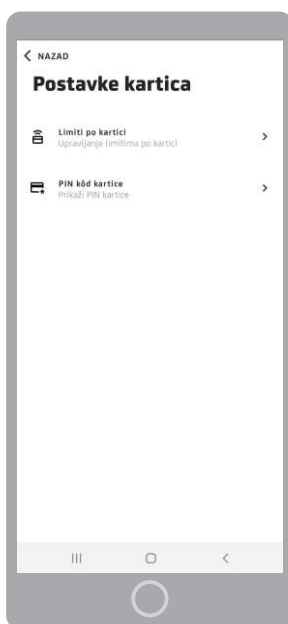 NAZAD
Postavke kartica
Limiti po kartici
Upravljanje limitima po kartici
PIN kôd kartice
Prikaži PIN kartice